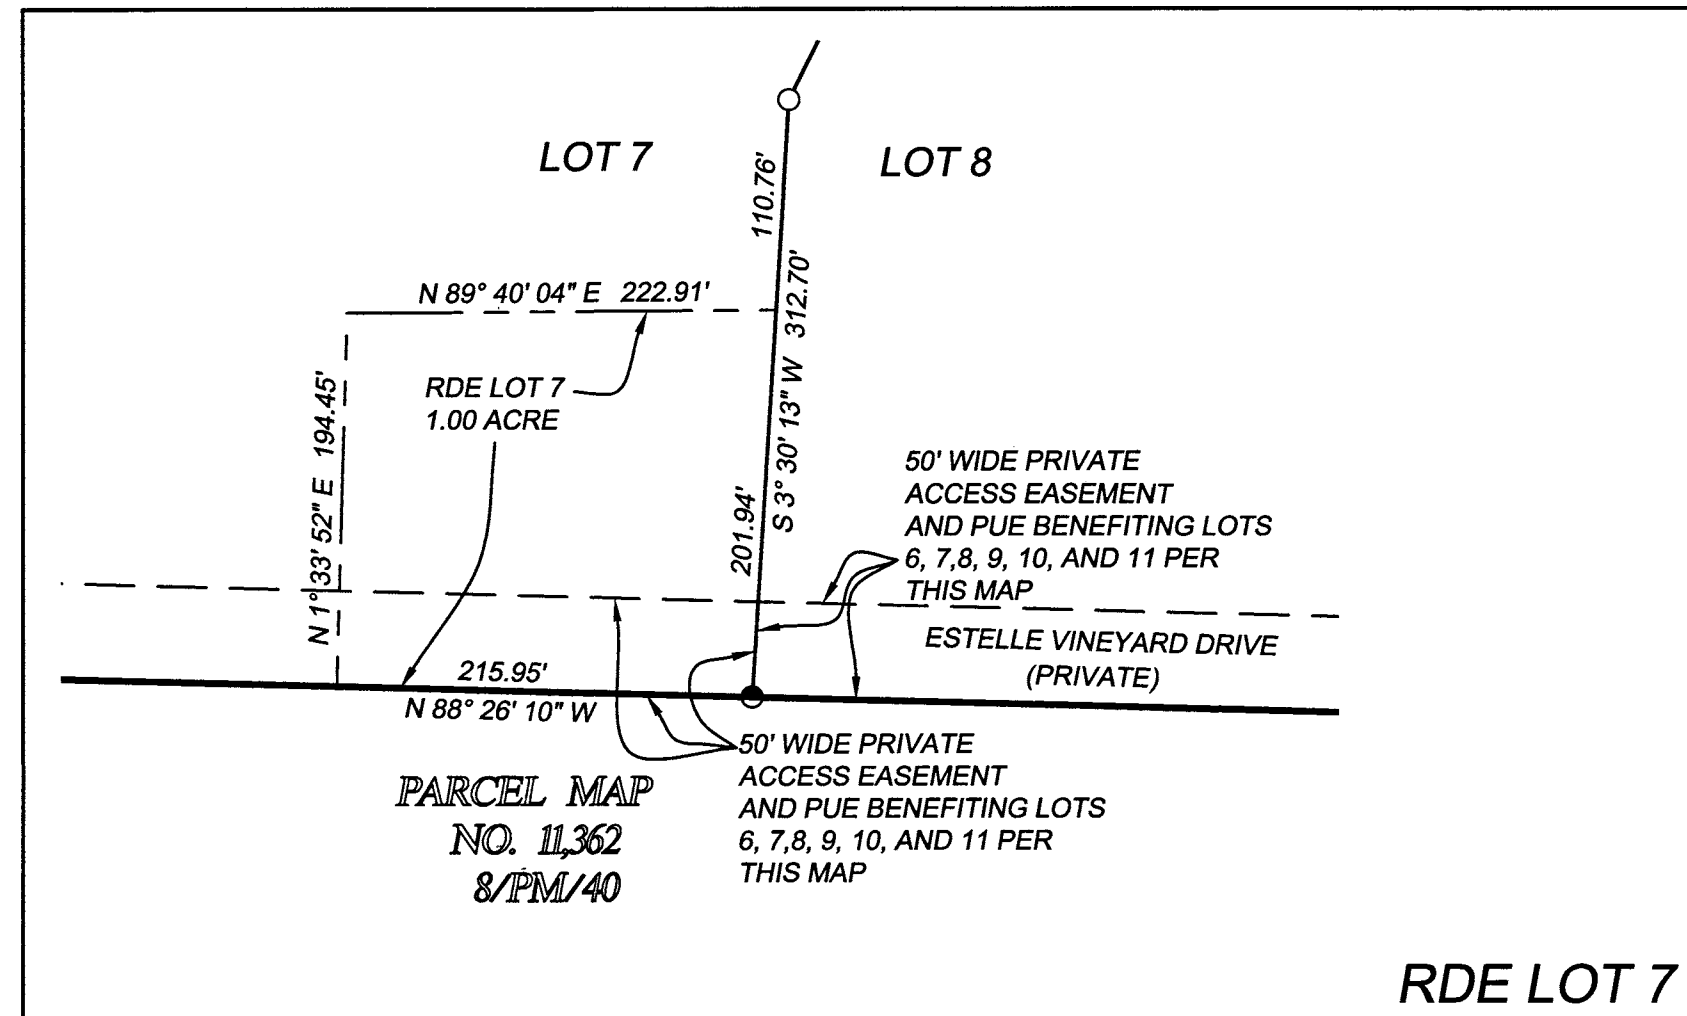 LOT 7
LOT 8
110.76'
S 3° 30' 13" W 312.70'
N 89° 40' 04" E 222.91'
RDE LOT 7
1.00 ACRE
N 1° 33' 52" E 194.45'
201.94'
50' WIDE PRIVATE
ACCESS EASEMENT
AND PUE BENEFITING LOTS
6, 7,8, 9, 10, AND 11 PER
THIS MAP
ESTELLE VINEYARD DRIVE
(PRIVATE)
215.95'
N 88° 26' 10" W
50' WIDE PRIVATE
ACCESS EASEMENT
AND PUE BENEFITING LOTS
6, 7,8, 9, 10, AND 11 PER
THIS MAP
PARCEL MAP
NO. 11,362
8/PM/40
RDE LOT 7